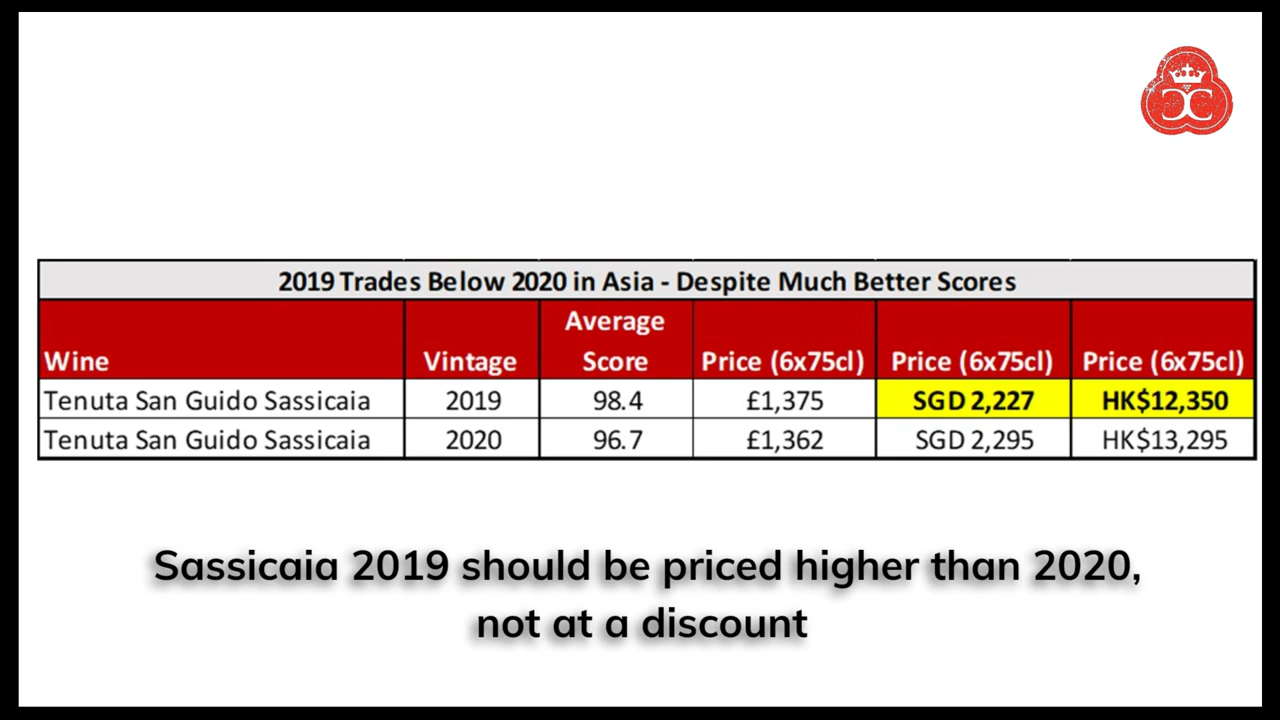 2019 Trades Below 2020 in Asia - Despite Much Better Scores
Wine Vintage Average Score Price (6x75cl) Price (6x75cl) Price (6x75cl)
Tenuta San Guido Sassicaia 2019 98.4 £1,375 SGD 2,227 HK$12,350
Tenuta San Guido Sassicaia 2020 96.7 £1,362 SGD 2,295 HK$13,295
Sassicaia 2019 should be priced higher than 2020,
not at a discount